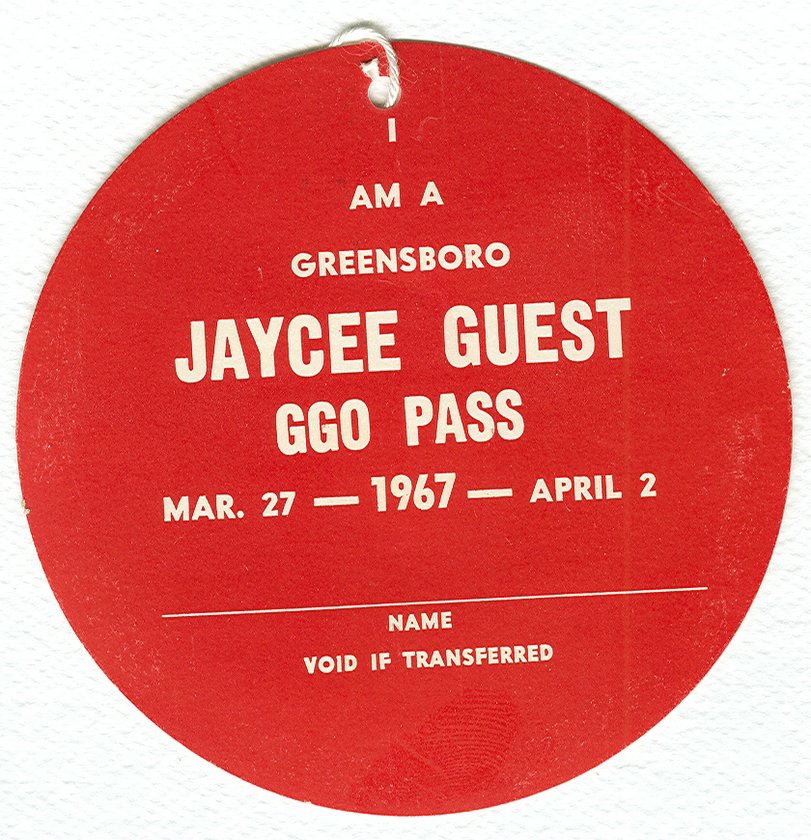 I
AM A
GREENSBORO
JAYCEE GUEST
GGO PASS
MAR. 27 — 1967 — APRIL 2
NAME
VOID IF TRANSFERRED